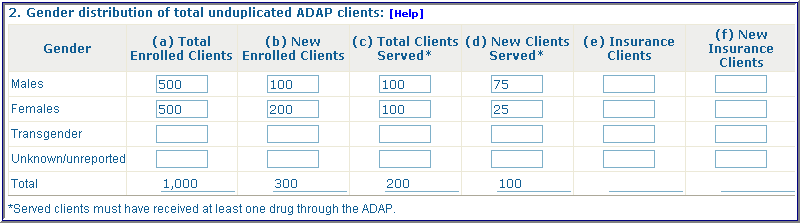 2. Gender distribution of total unduplicated ADAP clients: [Help]
Gender (a) Total Enrolled Clients (b) New Enrolled Clients (c) Total Clients Served* (d) New Clients Served* (e) Insurance Clients (f) New Insurance Clients
Males 500 100 100 75
Females 500 200 100 25
Transgender
Unknown/unreported
Total 1,000 300 200 100
*Served clients must have received at least one drug through the ADAP.